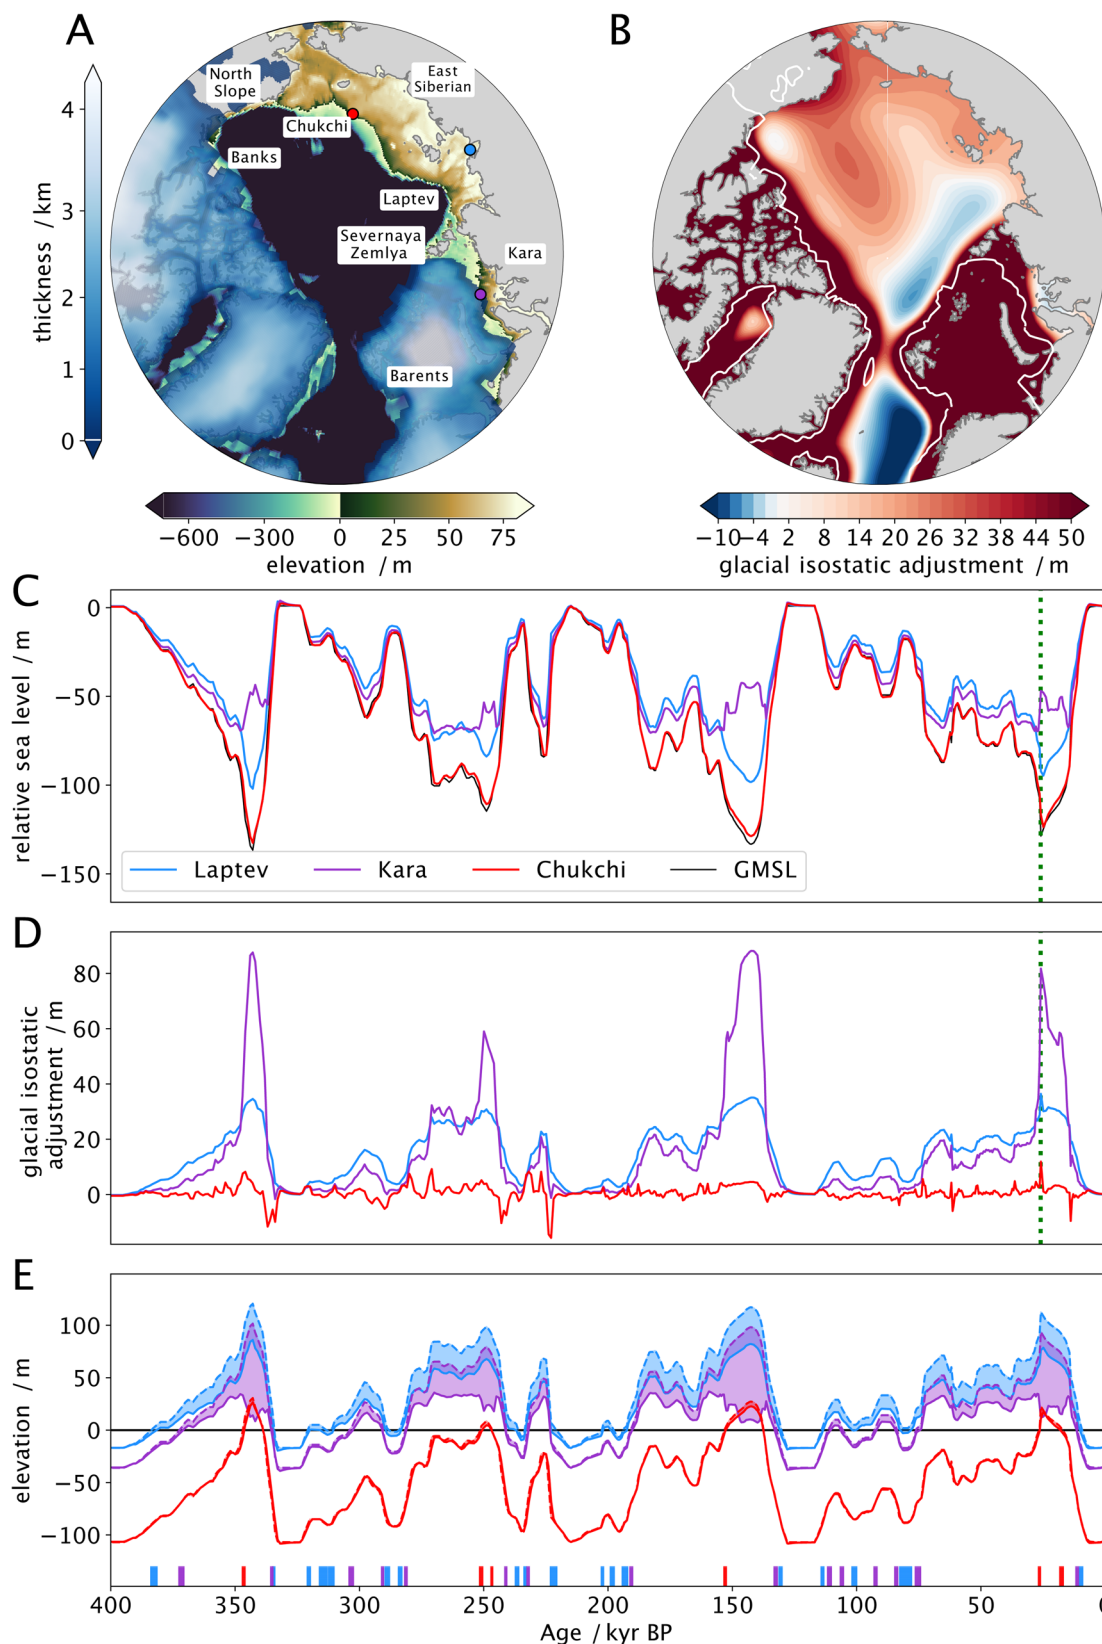 A
B
North
Slope
East
Siberian
Chukchi
Banks
Laptev
Severnaya
Zemlya
Kara
Barents
thickness / km
4
3
2
1
0
−600
−300
0
25
50
75
elevation / m
−10
−4
2
8
14
20
26
32
38
44
50
glacial isostatic adjustment / m
C
relative sea level / m
0
−50
−100
−150
Laptev
Kara
Chukchi
GMSL
D
glacial isostatic
adjustment / m
80
60
40
20
0
E
elevation / m
100
50
0
−50
−100
400
350
300
250
200
150
100
50
Age / kyr BP